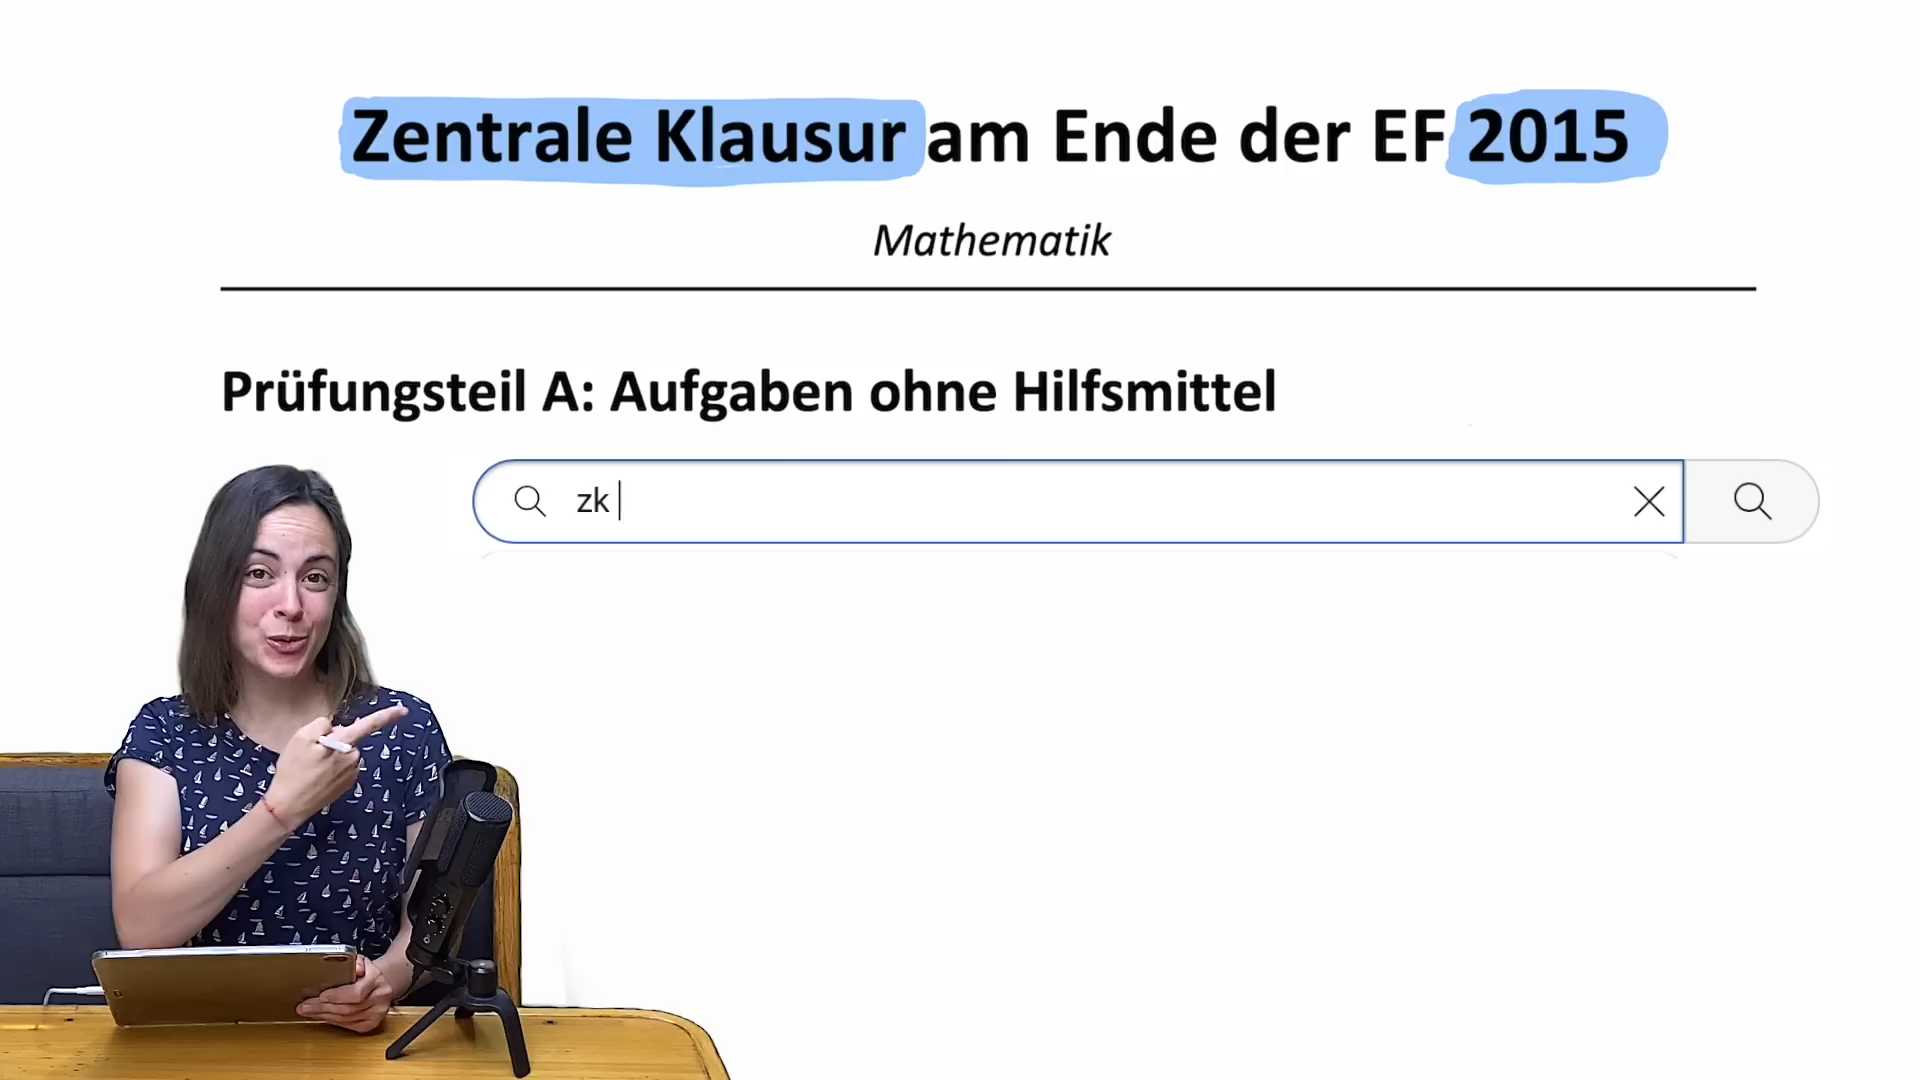 Zentrale Klausur am Ende der EF 2015
Mathematik
Prüfungsteil A: Aufgaben ohne Hilfsmittel
zk